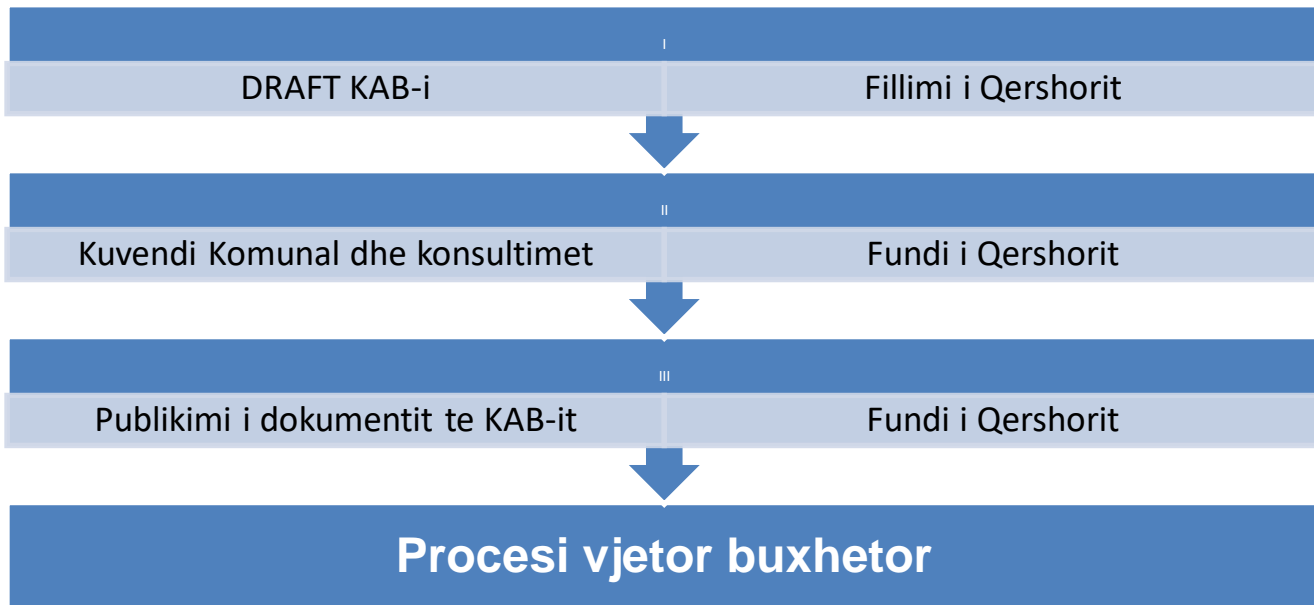 I
DRAFT KAB-i
Fillimi i Qershorit
II
Kuvendi Komunal dhe konsultimet
Fundi i Qershorit
III
Publikimi i dokumentit te KAB-it
Fundi i Qershorit
Procesi vjetor buxhetor